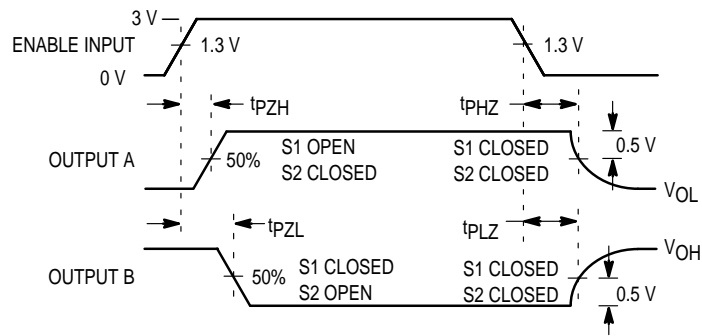 3 V
ENABLE INPUT
1.3 V
1.3 V
0 V
tPZH
tPHZ
OUTPUT A
50%
S1 OPEN
S2 CLOSED
S1 CLOSED
S2 CLOSED
0.5 V
VOL
tPZL
tPLZ
VOH
OUTPUT B
50%
S1 CLOSED
S2 OPEN
S1 CLOSED
S2 CLOSED
0.5 V